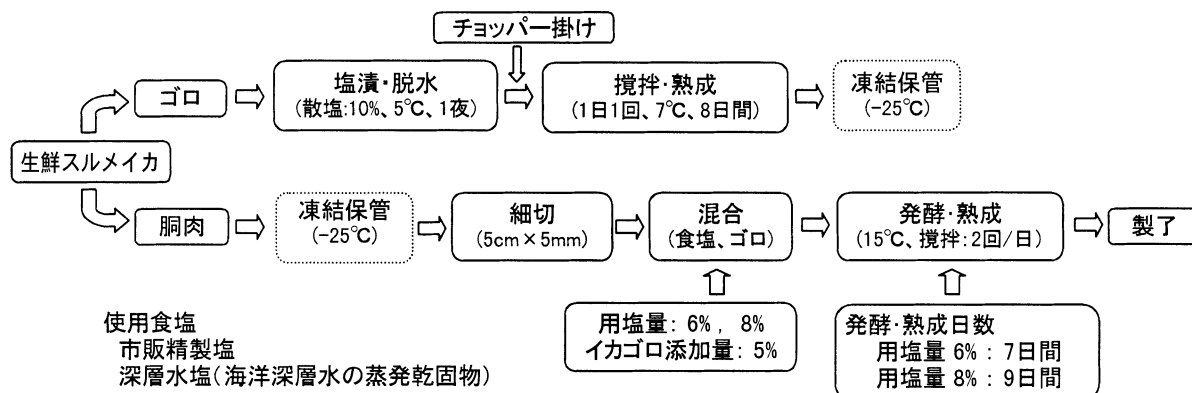 チョッパー掛け
ゴロ
塩漬・脱水
(散塩:10%、5℃、1夜)
撹拌・熟成
(1日1回、7℃、8日間)
凍結保管
(-25℃)
生鮮スルメイカ
胴肉
凍結保管
(-25℃)
細切
(5cm×5mm)
混合
(食塩、ゴロ)
発酵・熟成
(15℃、撹拌:2回/日)
製了
使用食塩
市販精製塩
深層水塩(海洋深層水の蒸発乾固物)
用塩量: 6% , 8%
イカゴロ添加量: 5%
発酵・熟成日数
用塩量 6% : 7日間
用塩量 8% : 9日間